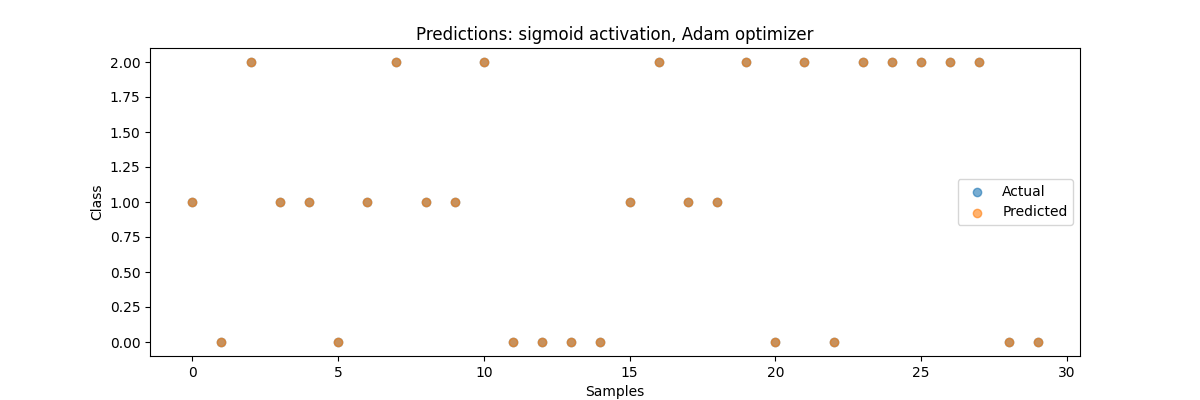 Predictions: sigmoid activation, Adam optimizer
2.00
1.75
1.50
1.25
1.00
0.75
0.50
0.25
0.00
Class
Actual
Predicted
0 5 10 15 20 25 30
Samples